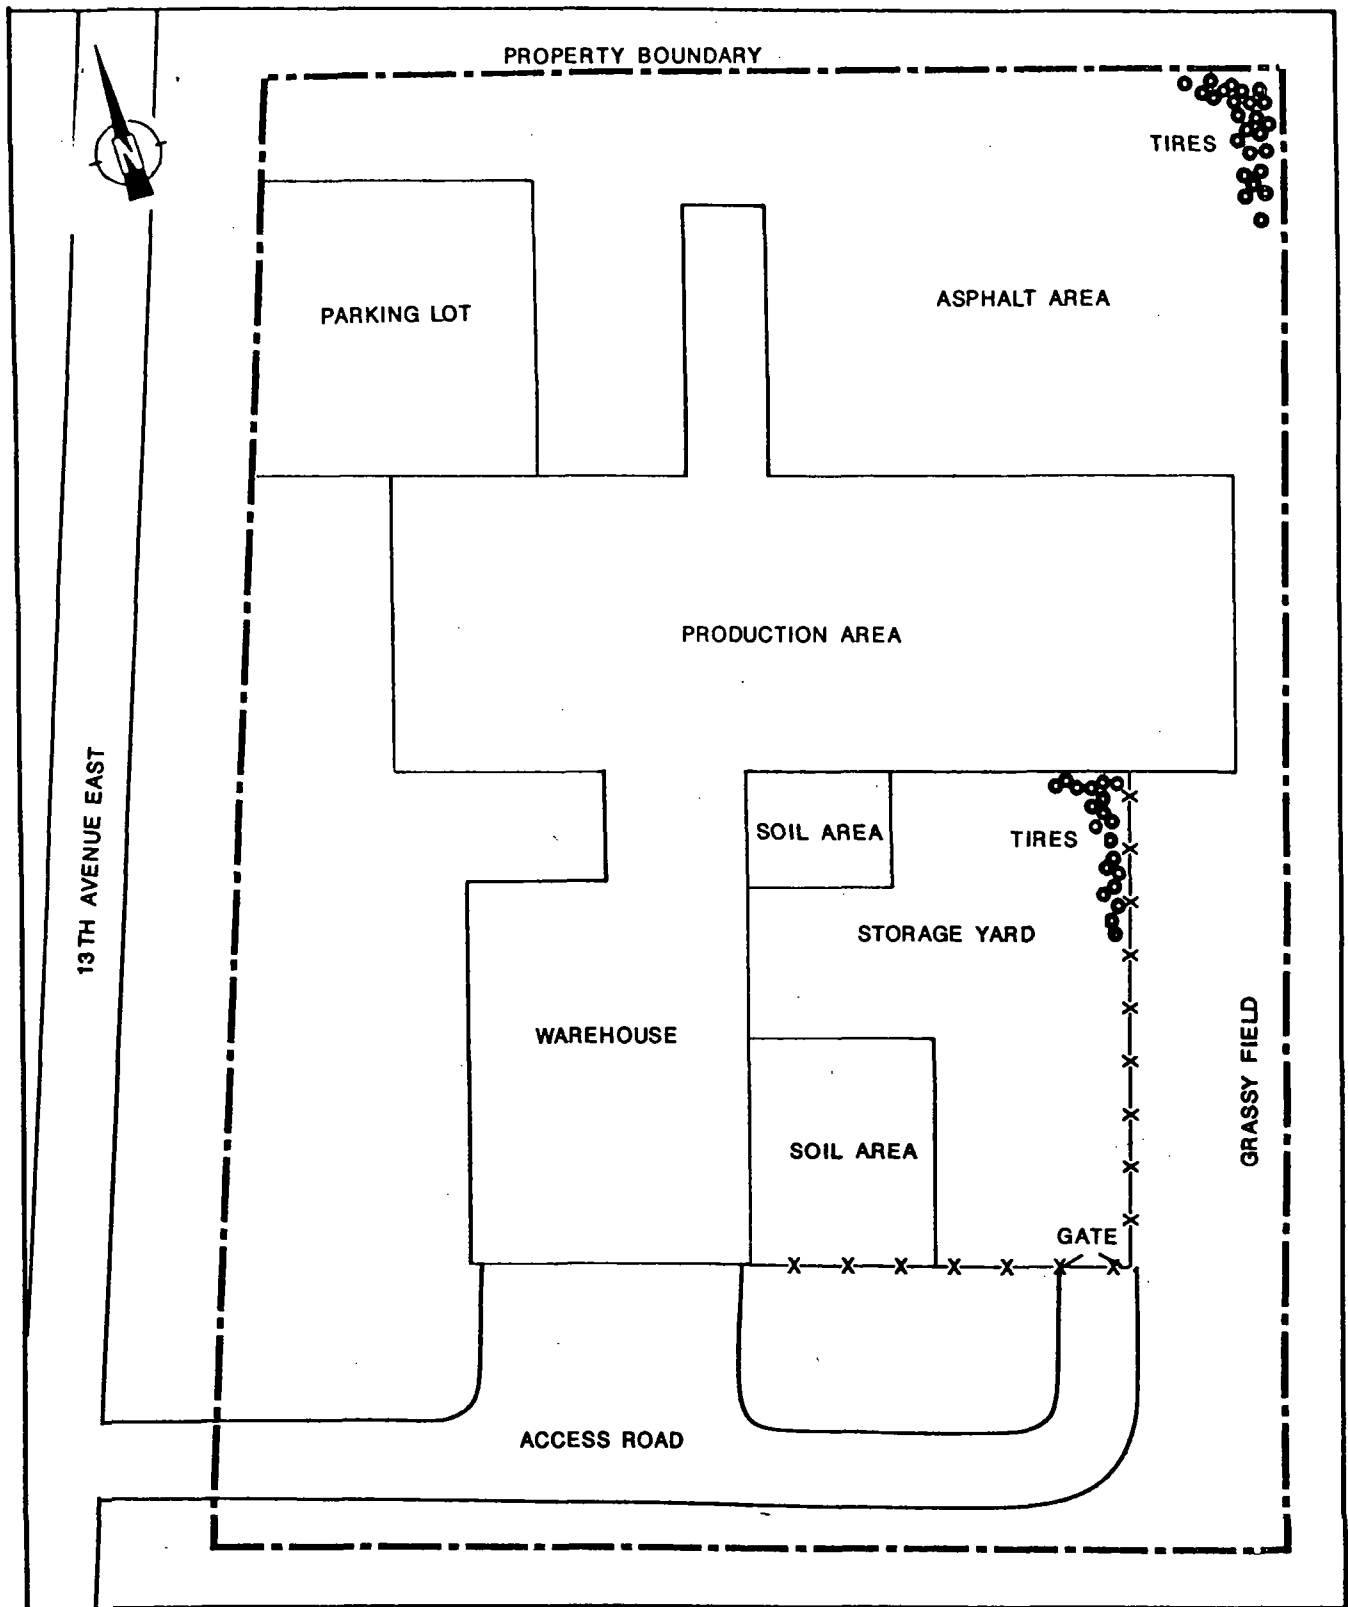 PROPERTY BOUNDARY
N
TIRES
ASPHALT AREA
PARKING LOT
PRODUCTION AREA
13TH AVENUE EAST
SOIL AREA
TIRES
STORAGE YARD
WAREHOUSE
GRASSY FIELD
SOIL AREA
GATE
ACCESS ROAD